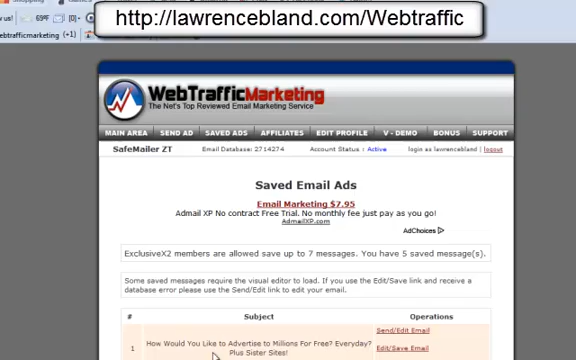 Shopping
http://lawrencebland.com/Webtraffic
69°F
[0]
webtrafficmarketing {+1}
WebTrafficMarketing
The Net's Top Reviewed Email Marketing Service
MAIN AREA SEND AD SAVED ADS AFFILIATES EDIT PROFILE V - DEMO BONUS SUPPORT
SafeMailer ZT Email Database: 2714274 Account Status : Active login as lawrencebland | logout
Saved Email Ads
Email Marketing $7.95
Admail XP No contract Free Trial. No monthly fee just pay as you go!
AdmailXP.com
AdChoices
ExclusiveX2 members are allowed save up to 7 messages. You have 5 saved message(s).
Some saved messages require the visual editor to load. If you use the Edit/Save link and receive a
database error please use the Send/Edit link to edit your email.
# Subject Operations
Send/Edit Email
1 How Would You Like to Advertise to Millions For Free? Everyday?
Plus Sister Sites!
Edit/Save Email